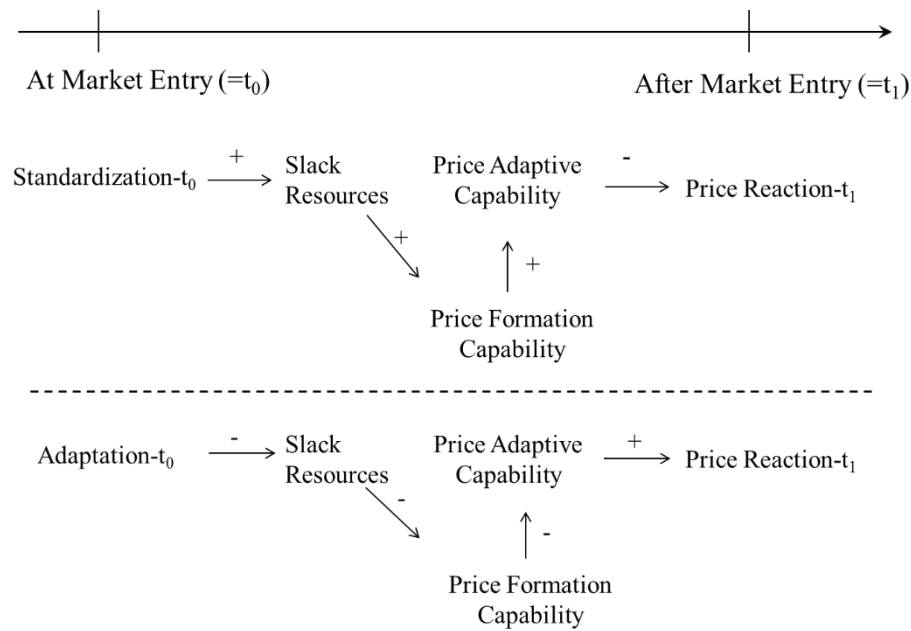 At Market Entry (=t₀)
After Market Entry (=t₁)
Standardization-t₀
+
Slack
Resources
+
Price Formation
Capability
+
Price Adaptive
Capability
-
Price Reaction-t₁
Adaptation-t₀
-
Slack
Resources
-
Price Formation
Capability
-
Price Adaptive
Capability
+
Price Reaction-t₁